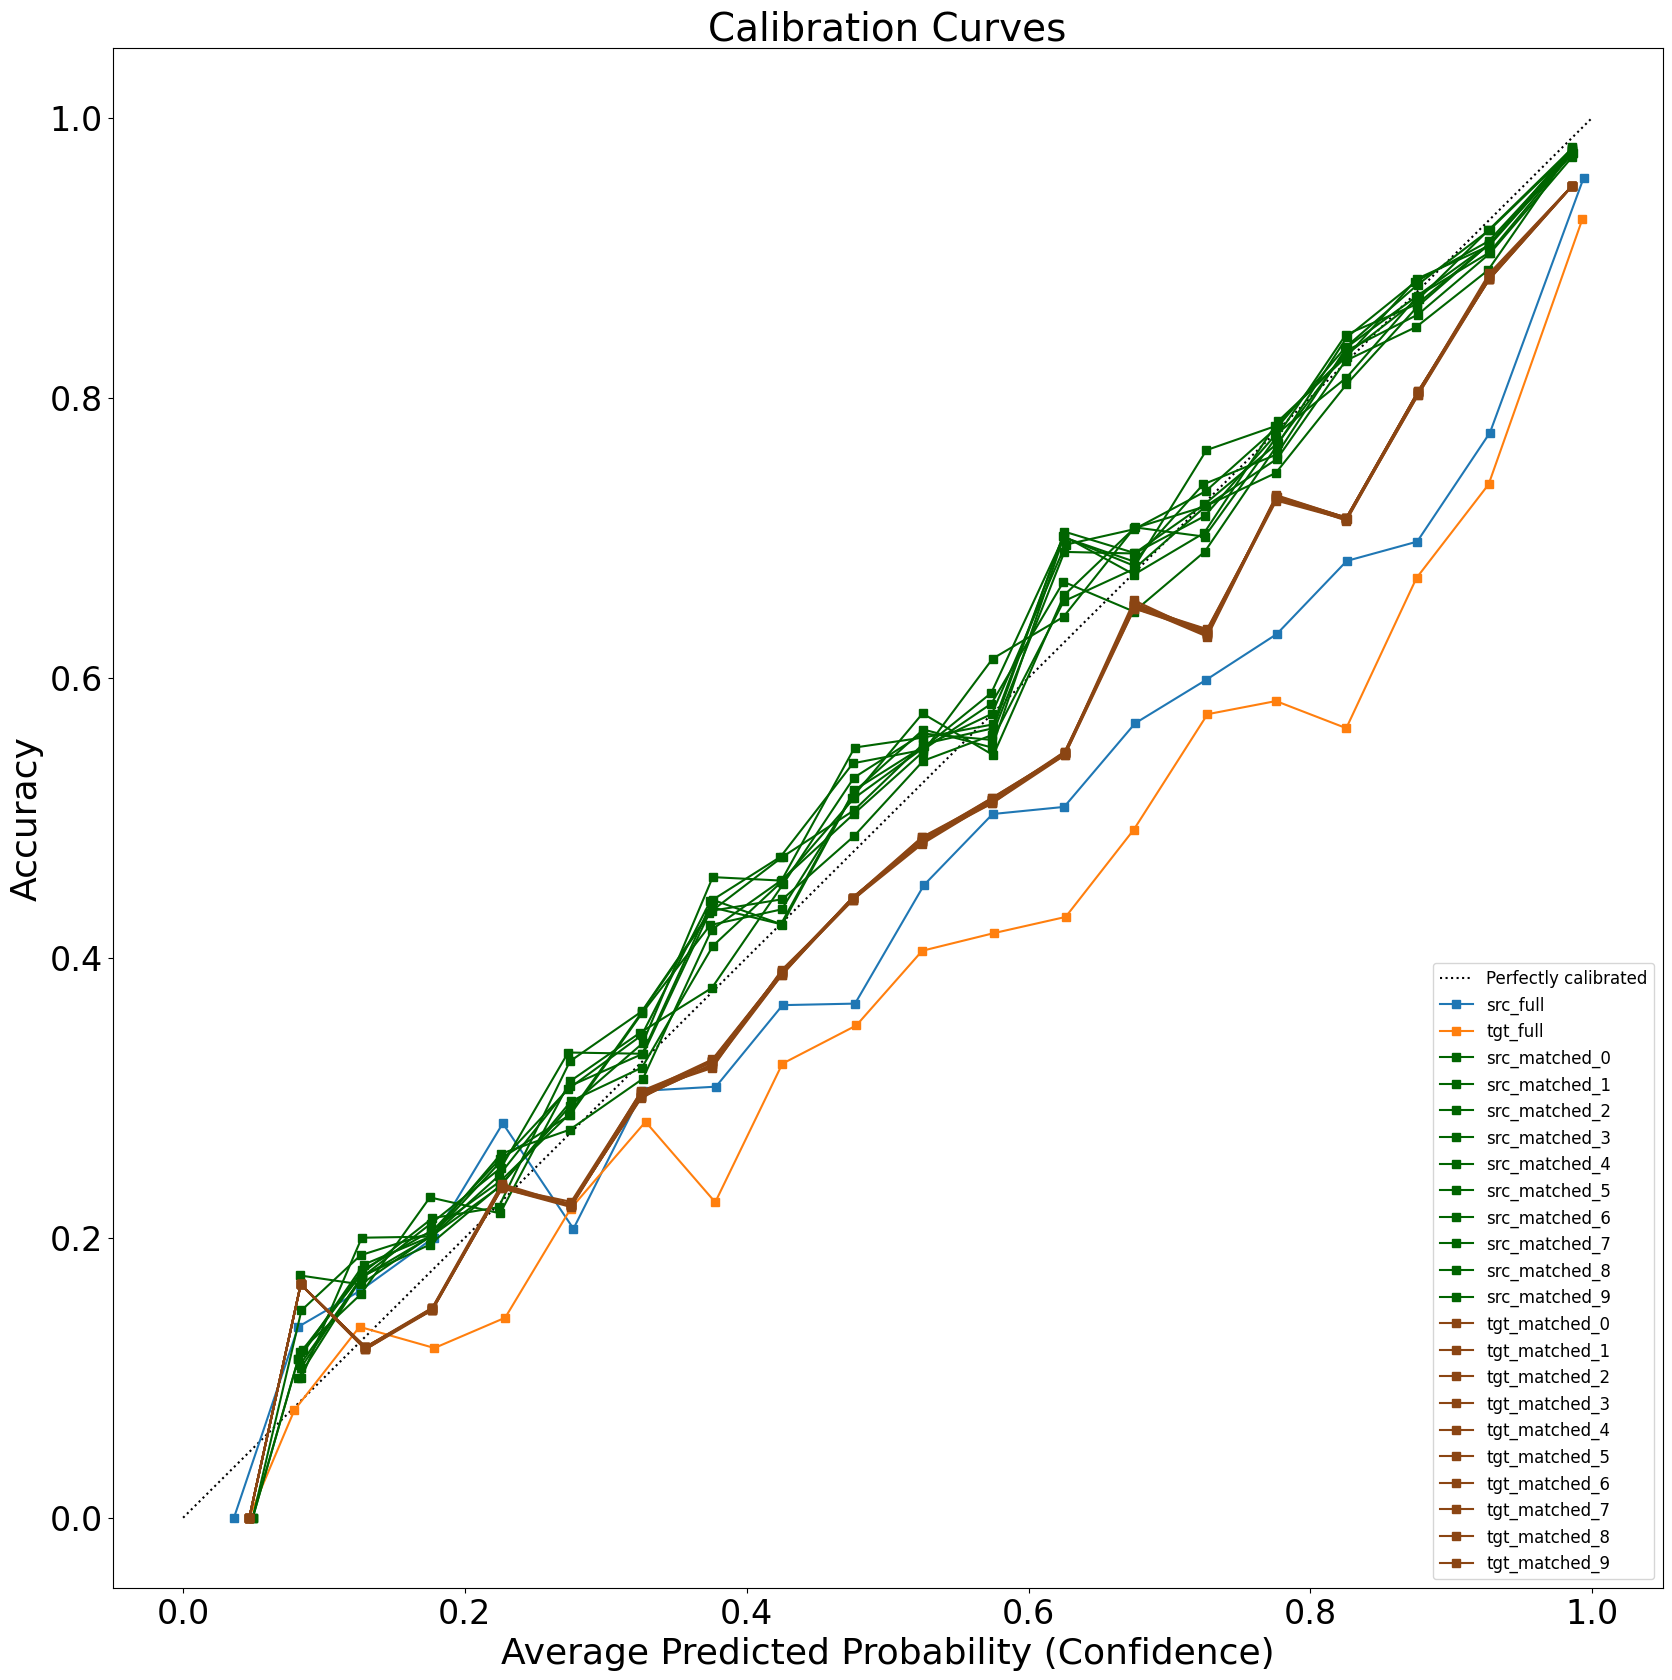 Calibration Curves
1.0
0.8
0.6
0.4
0.2
0.0
Accuracy
0.0 0.2 0.4 0.6 0.8 1.0
Average Predicted Probability (Confidence)
Perfectly calibrated
src_full
tgt_full
src_matched_0
src_matched_1
src_matched_2
src_matched_3
src_matched_4
src_matched_5
src_matched_6
src_matched_7
src_matched_8
src_matched_9
tgt_matched_0
tgt_matched_1
tgt_matched_2
tgt_matched_3
tgt_matched_4
tgt_matched_5
tgt_matched_6
tgt_matched_7
tgt_matched_8
tgt_matched_9